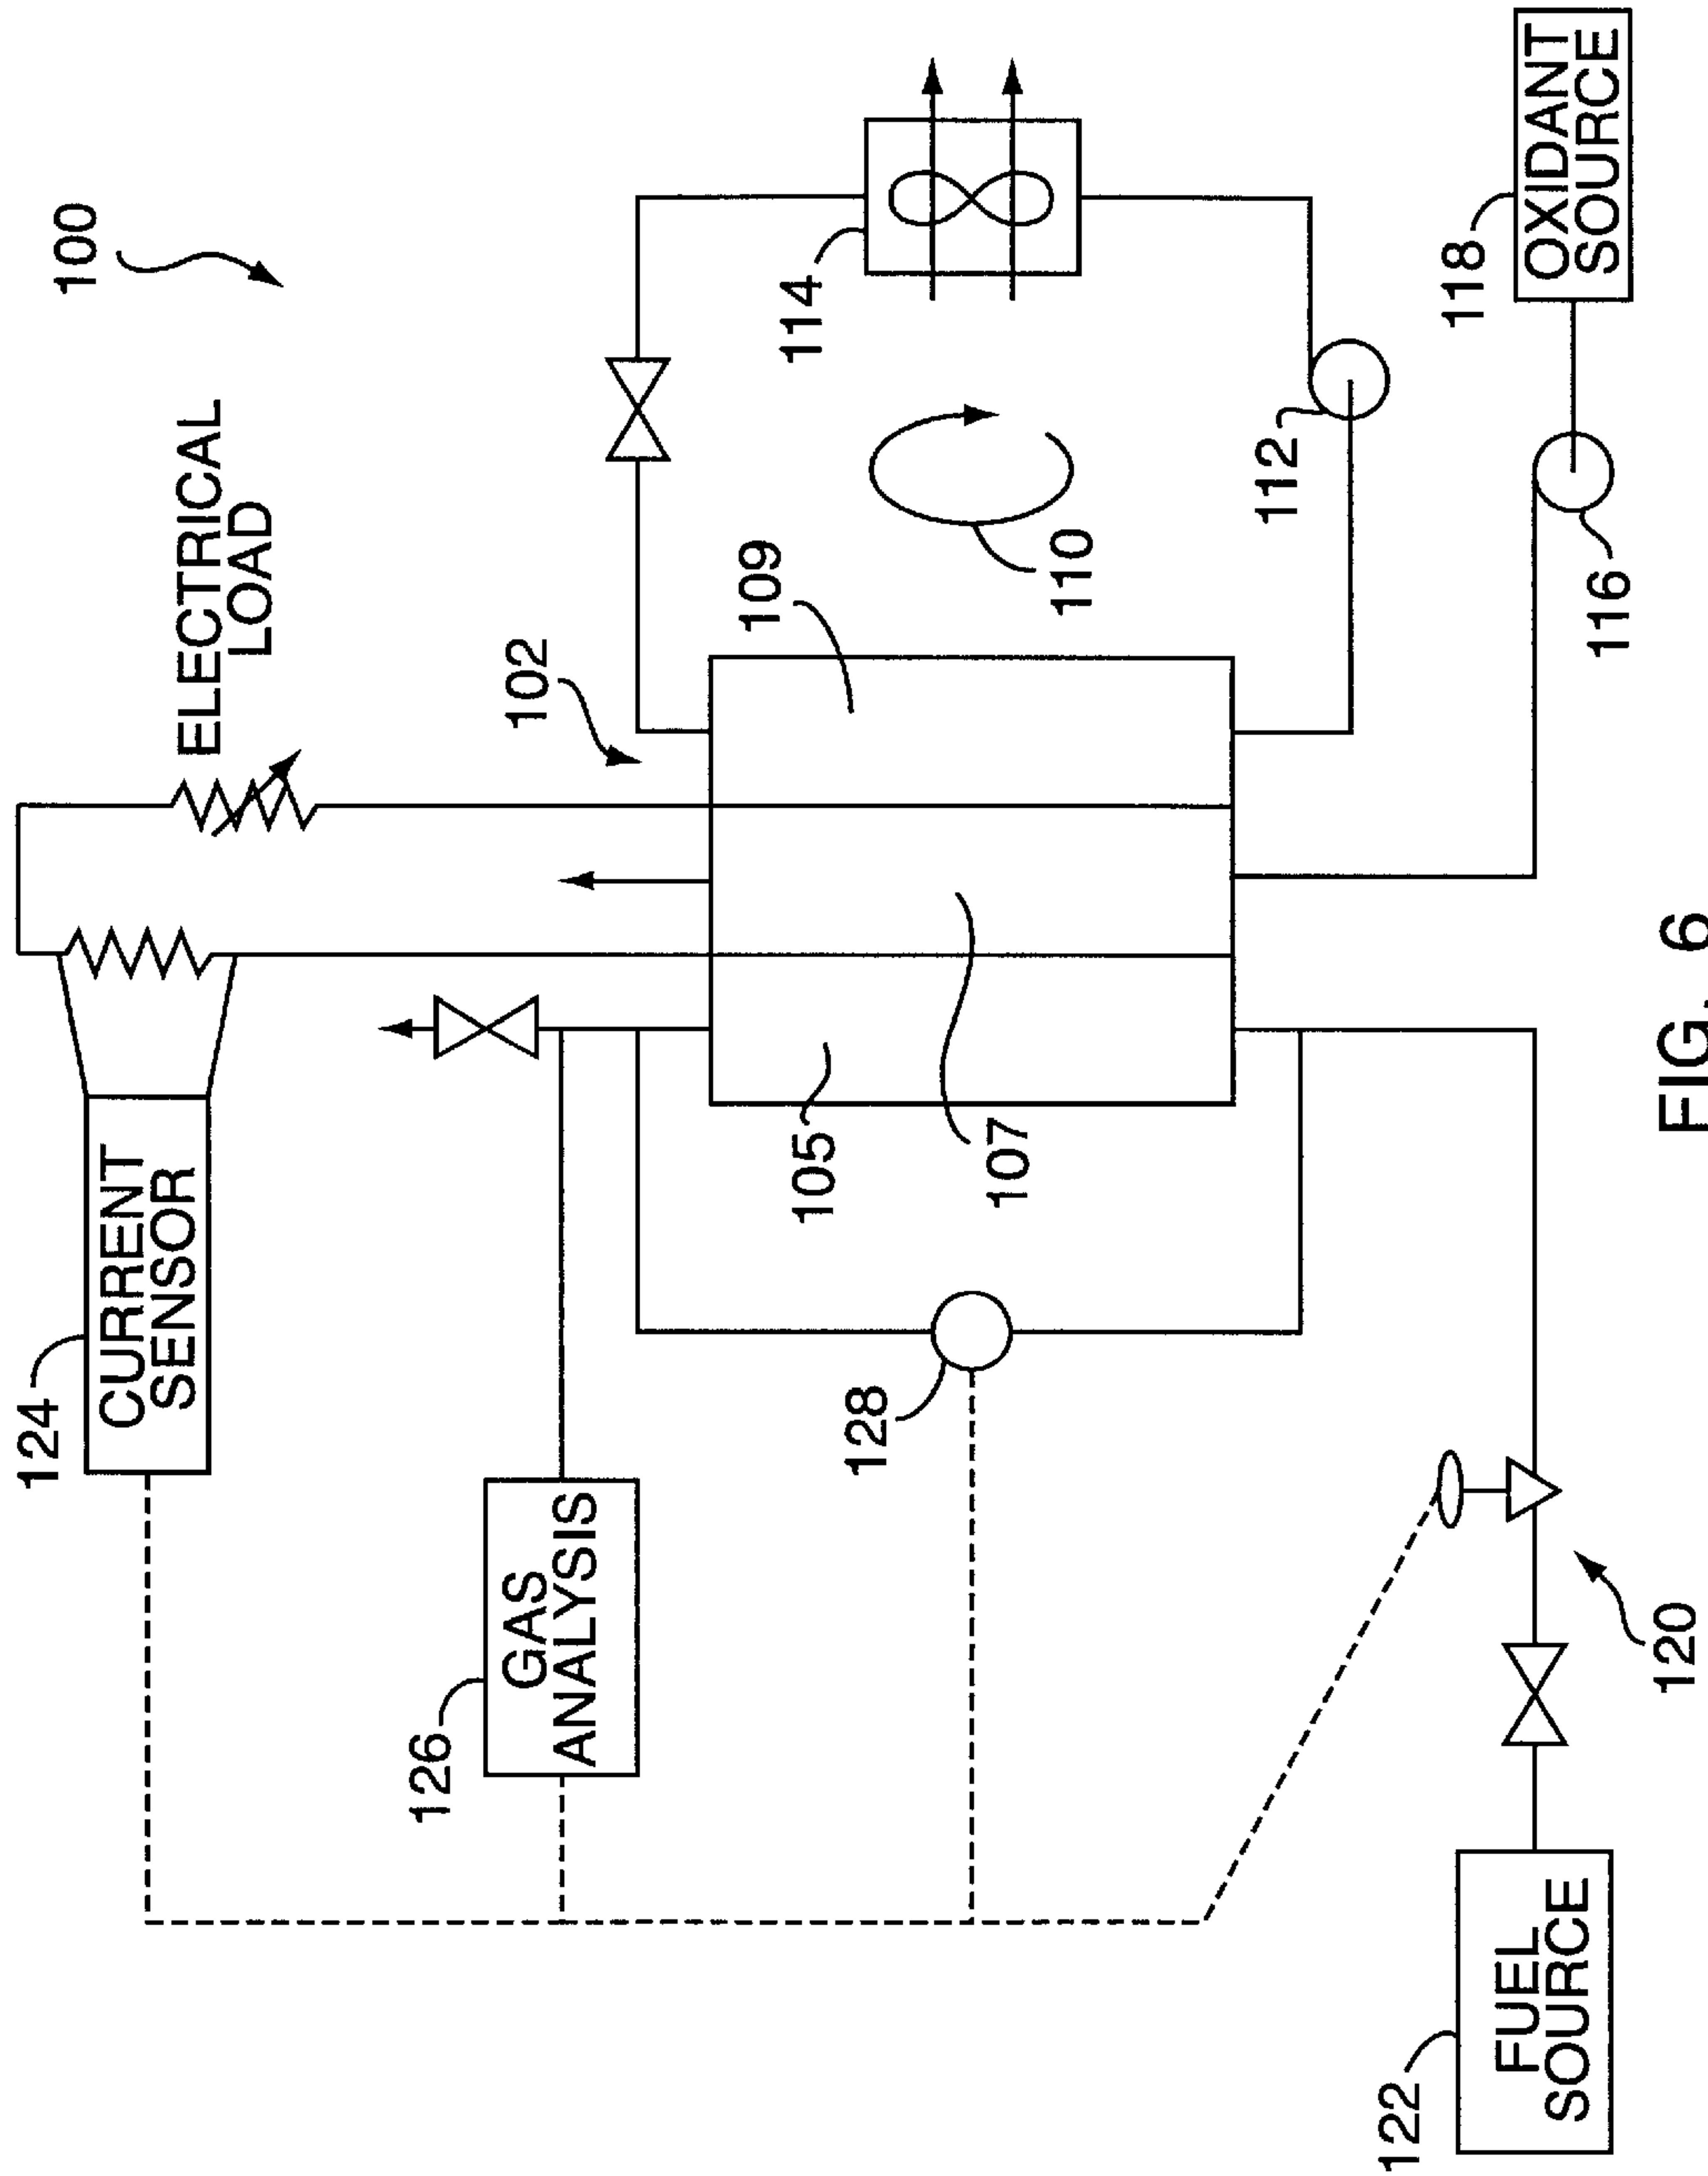 100
ELECTRICAL
LOAD
124
CURRENT
SENSOR
102
109
114
110
112
126
GAS
ANALYSIS
105
107
128
118
OXIDANT
SOURCE
116
122
FUEL
SOURCE
120
FIG. 6